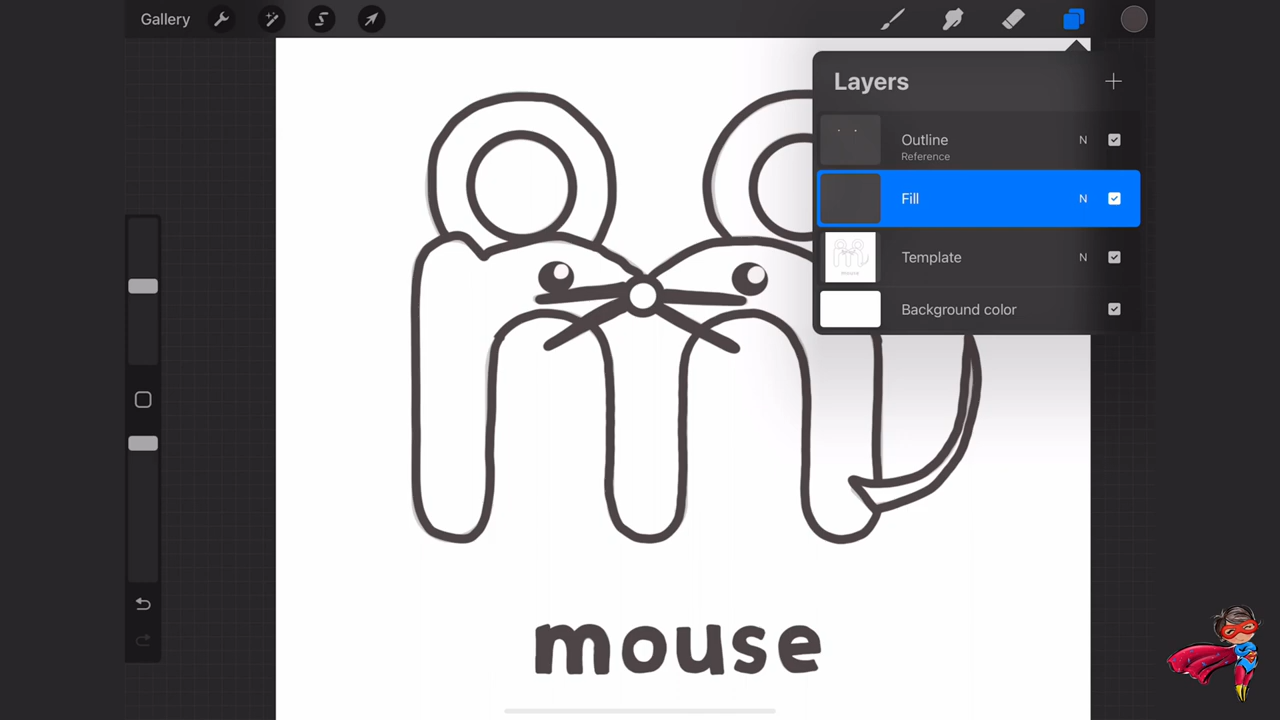 Gallery
Layers
Outline N
Reference
Fill N
Template N
Background color
mouse